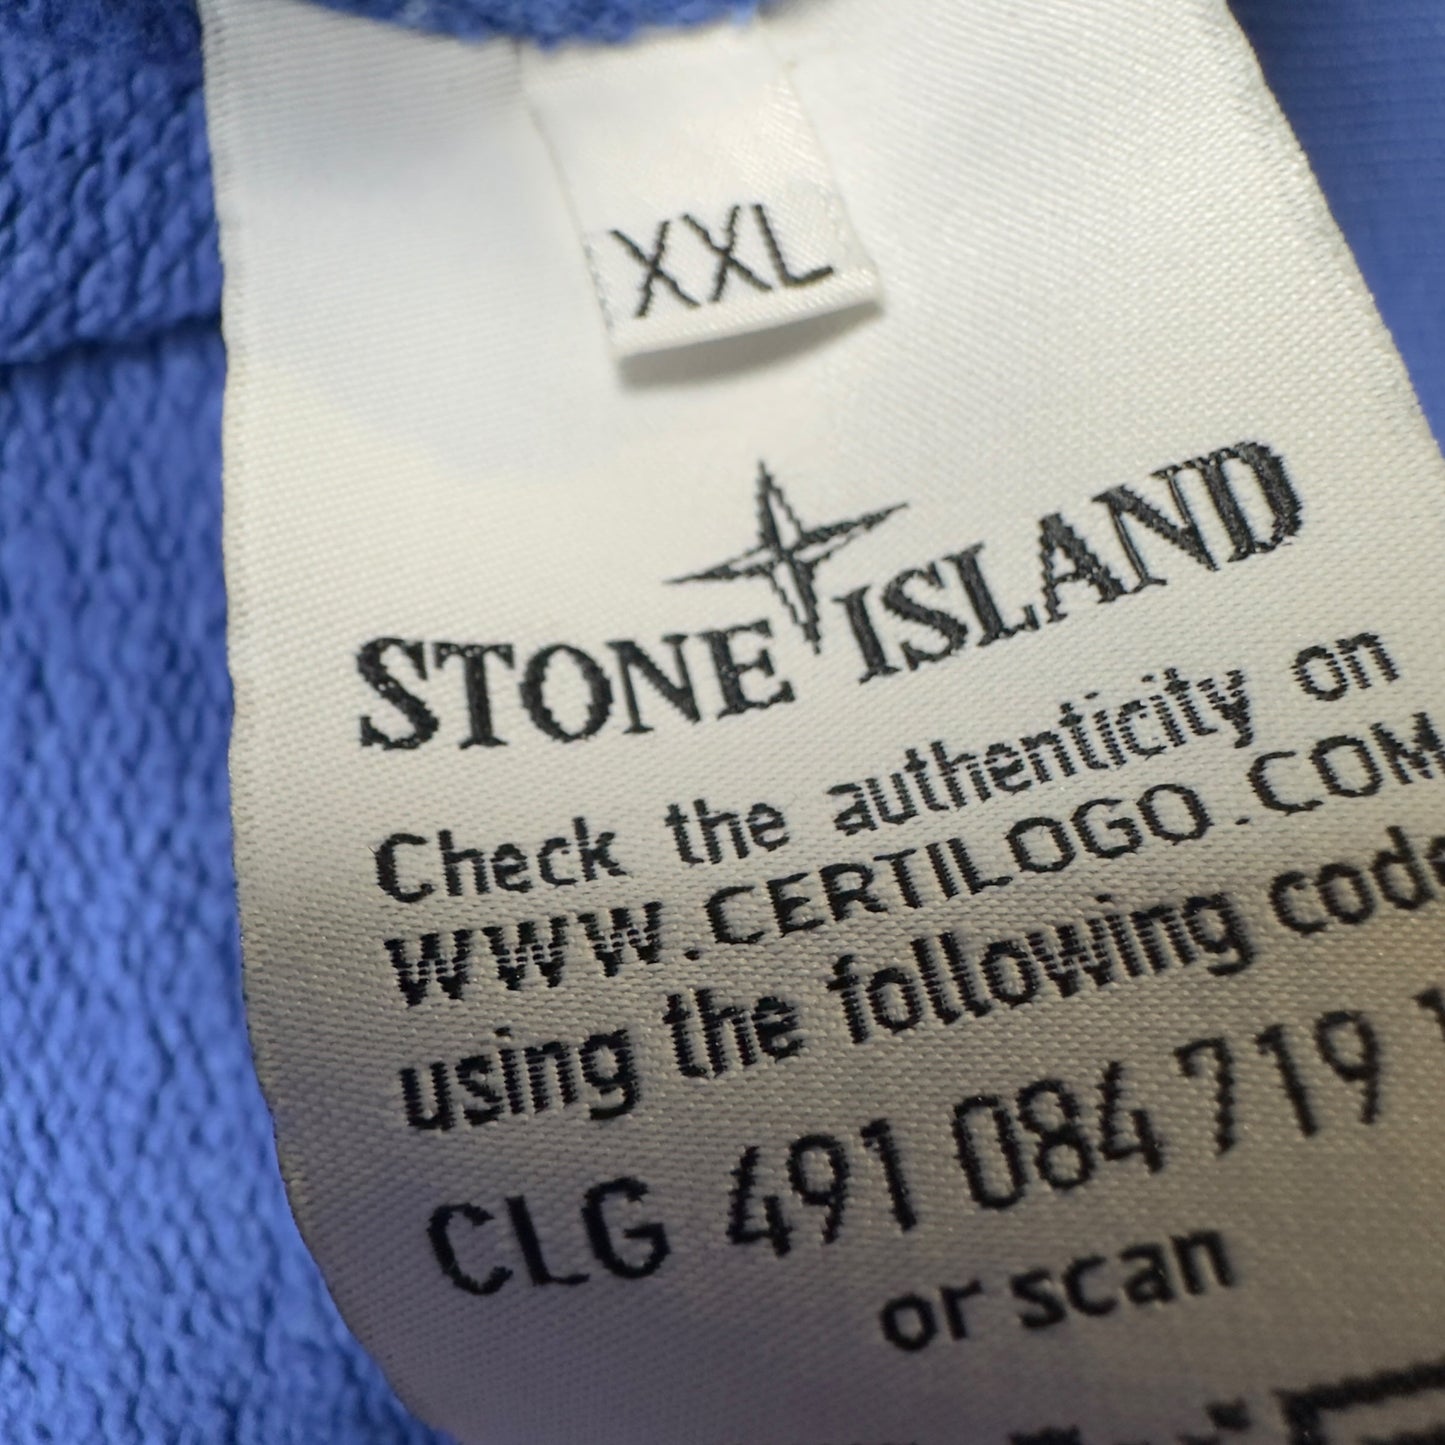 XXL
STONE ISLAND
Check the authenticity on
WWW.CERTILOGO.COM
using the following code
CLG 491 084 719 1
or scan